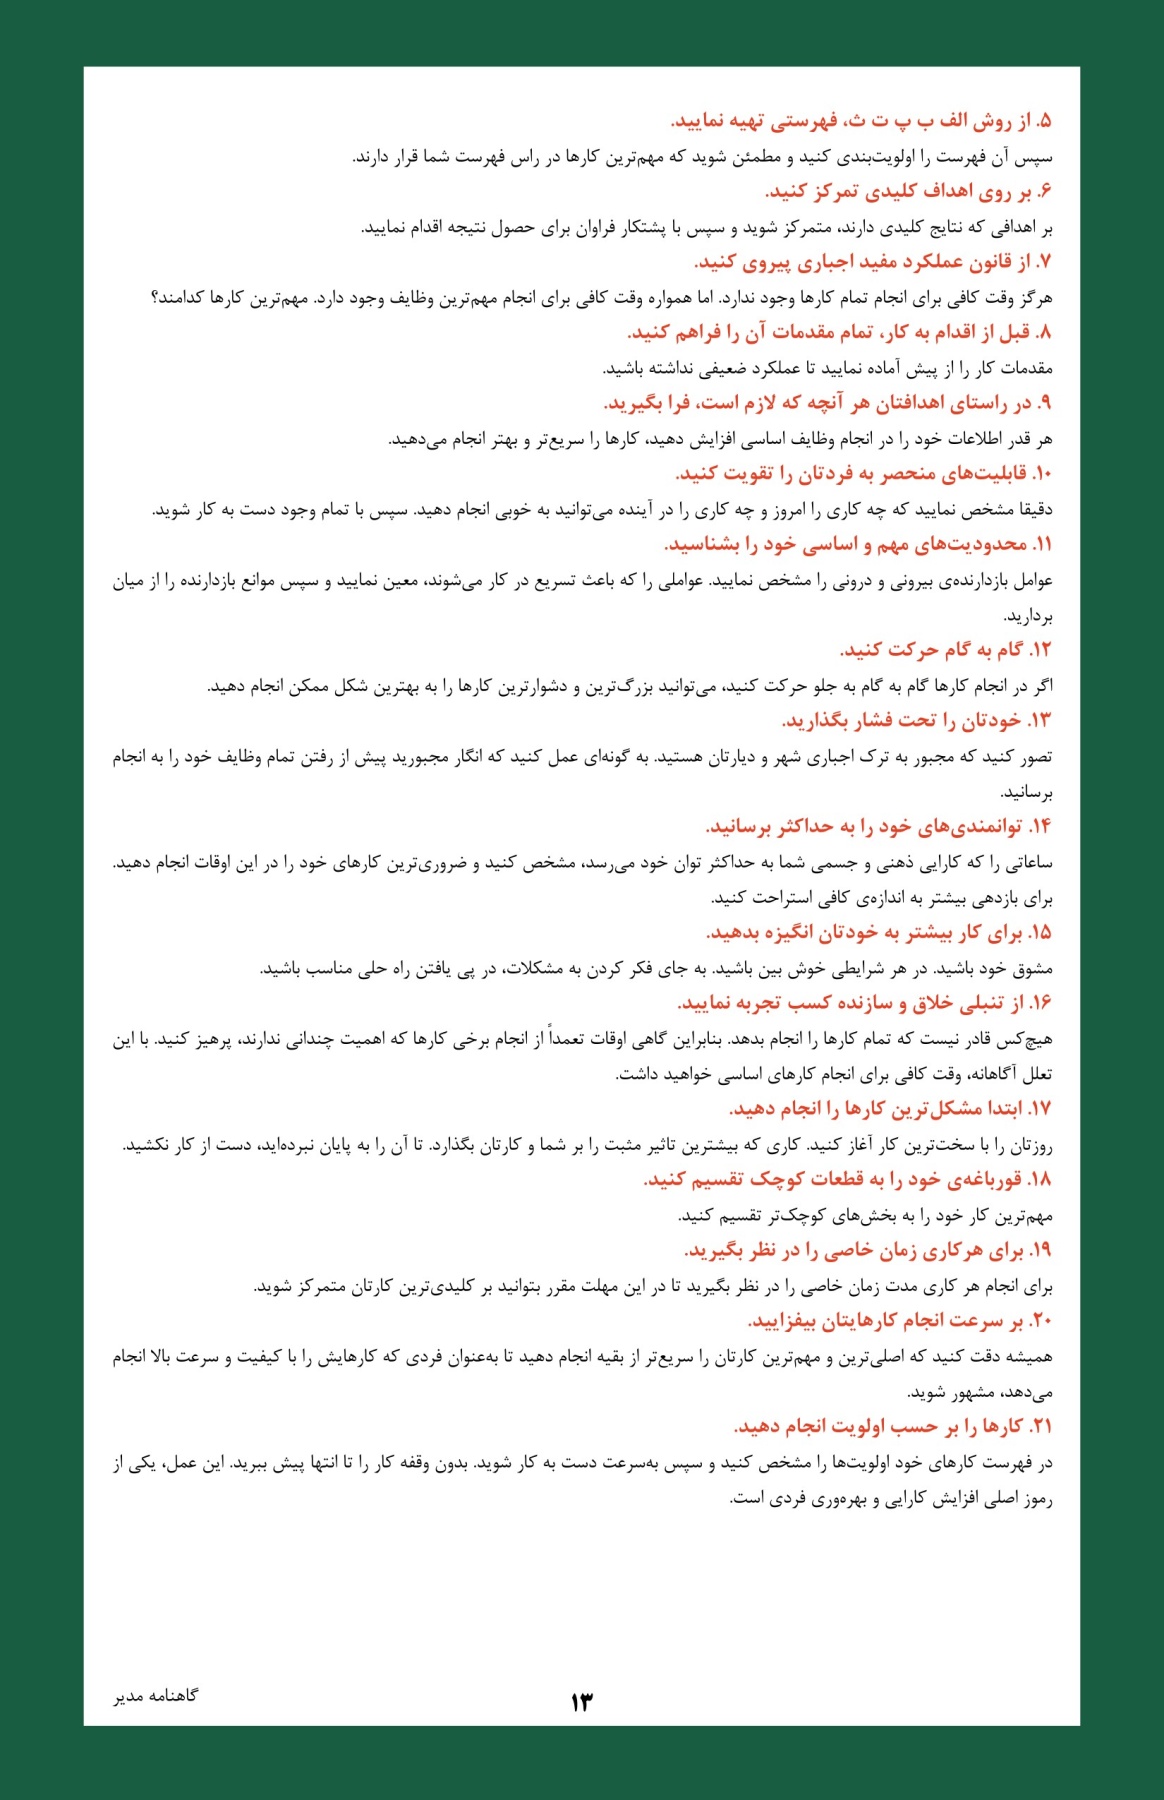 ۵. از روش الف ب پ ت ث، فهرستی تهیه نمایید.
سپس آن فهرست را اولویت‌بندی کنید و مطمئن شوید که مهم‌ترین کارها در راس فهرست شما قرار دارند.
۶. بر روی اهداف کلیدی تمرکز کنید.
بر اهدافی که نتایج کلیدی دارند، متمرکز شوید و سپس با پشتکار فراوان برای حصول نتیجه اقدام نمایید.
۷. از قانون عملکرد مفید اجباری پیروی کنید.
هرگز وقت کافی برای انجام تمام کارها وجود ندارد. اما همواره وقت کافی برای انجام مهم‌ترین وظایف وجود دارد. مهم‌ترین کارها کدامند؟
۸. قبل از اقدام به کار، تمام مقدمات آن را فراهم کنید.
مقدمات کار را از پیش آماده نمایید تا عملکرد ضعیفی نداشته باشید.
۹. در راستای اهدافتان هر آنچه که لازم است، فرا بگیرید.
هر قدر اطلاعات خود را در انجام وظایف اساسی افزایش دهید، کارها را سریع‌تر و بهتر انجام می‌دهید.
۱۰. قابلیت‌های منحصر به فردتان را تقویت کنید.
دقیقا مشخص نمایید که چه کاری را امروز و چه کاری را در آینده می‌توانید به خوبی انجام دهید. سپس با تمام وجود دست به کار شوید.
۱۱. محدودیت‌های مهم و اساسی خود را بشناسید.
عوامل بازدارنده‌ی بیرونی و درونی را مشخص نمایید. عواملی را که باعث تسریع در کار می‌شوند، معین نمایید و سپس موانع بازدارنده را از میان
بردارید.
۱۲. گام به گام حرکت کنید.
اگر در انجام کارها گام به گام به جلو حرکت کنید، می‌توانید بزرگ‌ترین و دشوارترین کارها را به بهترین شکل ممکن انجام دهید.
۱۳. خودتان را تحت فشار بگذارید.
تصور کنید که مجبور به ترک اجباری شهر و دیارتان هستید. به گونه‌ای عمل کنید که انگار مجبورید پیش از رفتن تمام وظایف خود را به انجام
برسانید.
۱۴. توانمندی‌های خود را به حداکثر برسانید.
ساعاتی را که کارایی ذهنی و جسمی شما به حداکثر توان خود می‌رسد، مشخص کنید و ضروری‌ترین کارهای خود را در این اوقات انجام دهید.
برای بازدهی بیشتر به اندازه‌ی کافی استراحت کنید.
۱۵. برای کار بیشتر به خودتان انگیزه بدهید.
مشوق خود باشید. در هر شرایطی خوش بین باشید. به جای فکر کردن به مشکلات، در پی یافتن راه حلی مناسب باشید.
۱۶. از تنبلی خلاق و سازنده کسب تجربه نمایید.
هیچ‌کس قادر نیست که تمام کارها را انجام بدهد. بنابراین گاهی اوقات تعمداً از انجام برخی کارها که اهمیت چندانی ندارند، پرهیز کنید. با این
تعلل آگاهانه، وقت کافی برای انجام کارهای اساسی خواهید داشت.
۱۷. ابتدا مشکل‌ترین کارها را انجام دهید.
روزتان را با سخت‌ترین کار آغاز کنید. کاری که بیشترین تاثیر مثبت را بر شما و کارتان بگذارد. تا آن را به پایان نبرده‌اید، دست از کار نکشید.
۱۸. قورباغه‌ی خود را به قطعات کوچک تقسیم کنید.
مهم‌ترین کار خود را به بخش‌های کوچک‌تر تقسیم کنید.
۱۹. برای هرکاری زمان خاصی را در نظر بگیرید.
برای انجام هر کاری مدت زمان خاصی را در نظر بگیرید تا در این مهلت مقرر بتوانید بر کلیدی‌ترین کارتان متمرکز شوید.
۲۰. بر سرعت انجام کارهایتان بیفزایید.
همیشه دقت کنید که اصلی‌ترین و مهم‌ترین کارتان را سریع‌تر از بقیه انجام دهید تا به‌عنوان فردی که کارهایش را با کیفیت و سرعت بالا انجام
می‌دهد، مشهور شوید.
۲۱. کارها را بر حسب اولویت انجام دهید.
در فهرست کارهای خود اولویت‌ها را مشخص کنید و سپس به‌سرعت دست به کار شوید. بدون وقفه کار را تا انتها پیش ببرید. این عمل، یکی از
رموز اصلی افزایش کارایی و بهره‌وری فردی است.
۱۳
گاهنامه مدیر